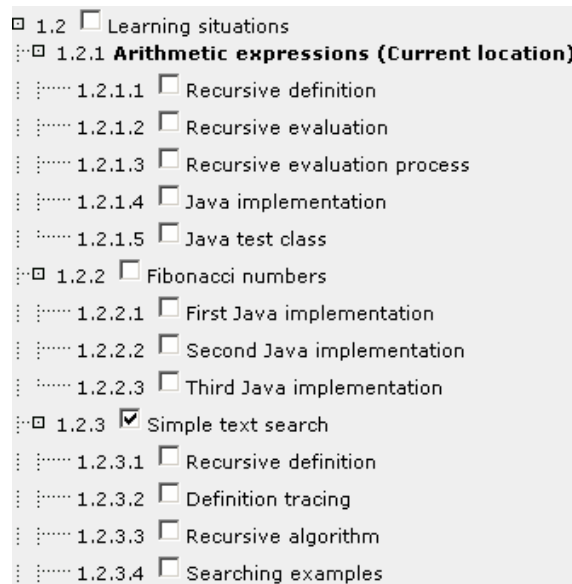 1.2 Learning situations
1.2.1 Arithmetic expressions (Current location)
1.2.1.1 Recursive definition
1.2.1.2 Recursive evaluation
1.2.1.3 Recursive evaluation process
1.2.1.4 Java implementation
1.2.1.5 Java test class
1.2.2 Fibonacci numbers
1.2.2.1 First Java implementation
1.2.2.2 Second Java implementation
1.2.2.3 Third Java implementation
1.2.3 Simple text search
1.2.3.1 Recursive definition
1.2.3.2 Definition tracing
1.2.3.3 Recursive algorithm
1.2.3.4 Searching examples